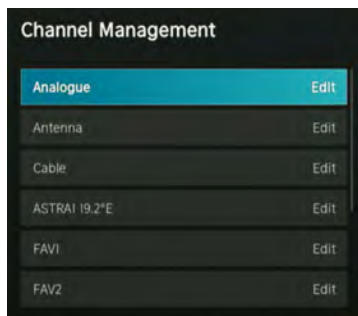 Channel Management
Analogue Edit
Antenna Edit
Cable Edit
ASTRA1 19.2°E Edit
FAV1 Edit
FAV2 Edit